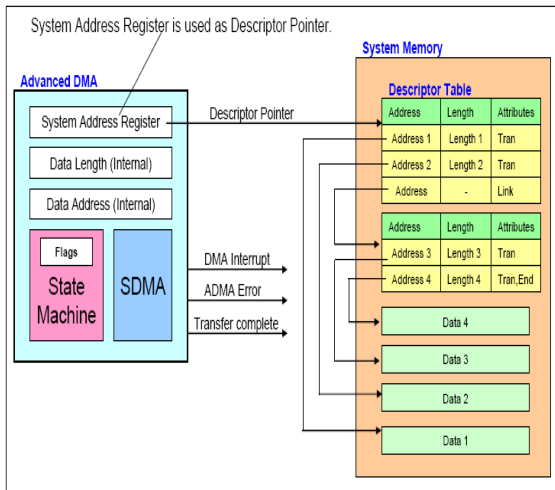 System Address Register is used as Descriptor Pointer.
System Memory
Advanced DMA
Descriptor Table
System Address Register
Descriptor Pointer
Address Length Attributes
Address 1 Length 1 Tran
Address 2 Length 2 Tran
Address - Link
Data Length (Internal)
Data Address (Internal)
Address Length Attributes
Address 3 Length 3 Tran
Address 4 Length 4 Tran,End
Flags
State
Machine
SDMA
DMA Interrupt
ADMA Error
Transfer complete
Data 4
Data 3
Data 2
Data 1